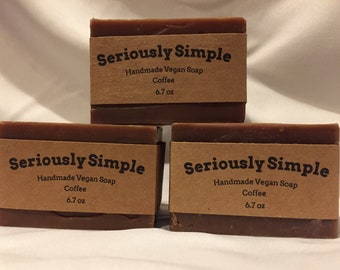 Seriously Simple
Handmade Vegan Soap
Coffee
6.7 oz
Seriously Simple
Handmade Vegan Soap
Coffee
6.7 oz
Seriously Simple
Handmade Vegan Soap
Coffee
6.7 oz